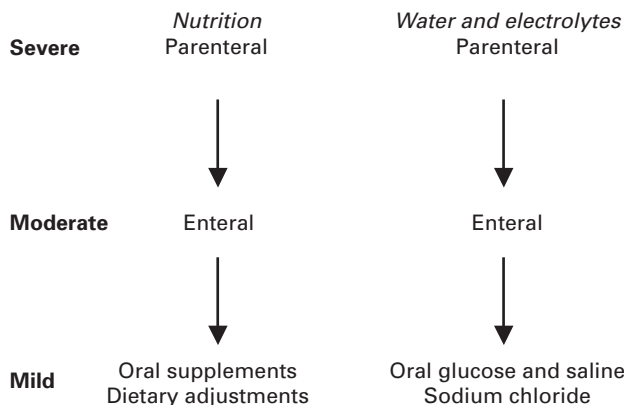 Nutrition Water and electrolytes
Severe Parenteral Parenteral
Moderate Enteral Enteral
Mild Oral supplements Oral glucose and saline
Dietary adjustments Sodium chloride